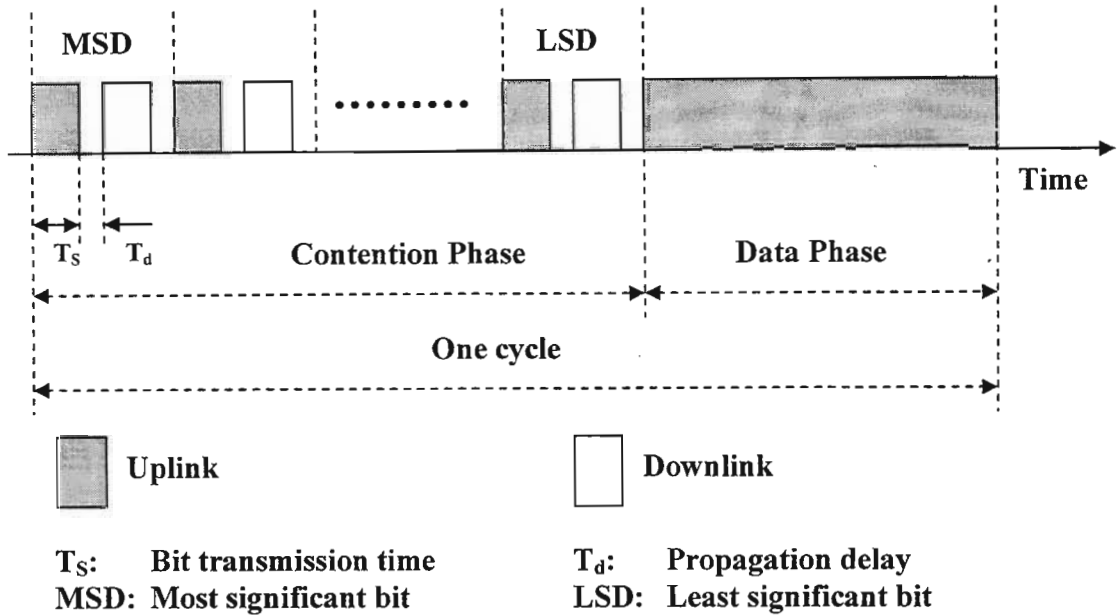 MSD LSD
Time
T_S T_d Contention Phase Data Phase
One cycle
Uplink Downlink
T_S: Bit transmission time T_d: Propagation delay
MSD: Most significant bit LSD: Least significant bit